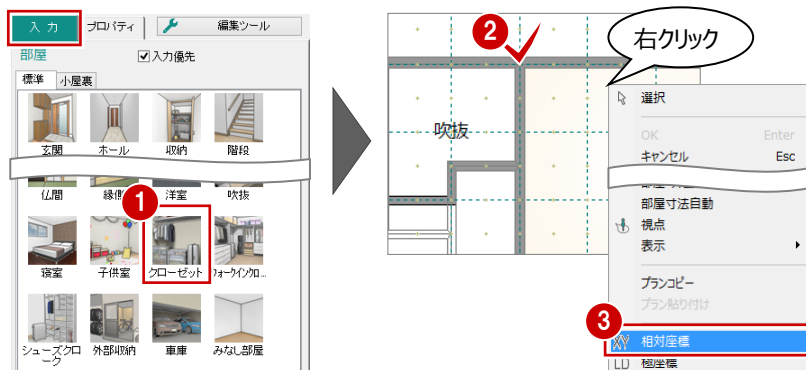 入 力
プロパティ
編集ツール
部屋
入力優先
標準
小屋裏
玄関
ホール
収納
階段
仏間
洋室
吹抜
1
寝室
子供室
クローゼット
ウォークインクロ...
シューズクロ
ーク
外部収納
車庫
みなし部屋
2
右クリック
吹抜
選択
OK Enter
キャンセル Esc
部屋寸法自動
視点
表示
プランコピー
プラン貼り付け
3
XY 相対座標
LD 極座標